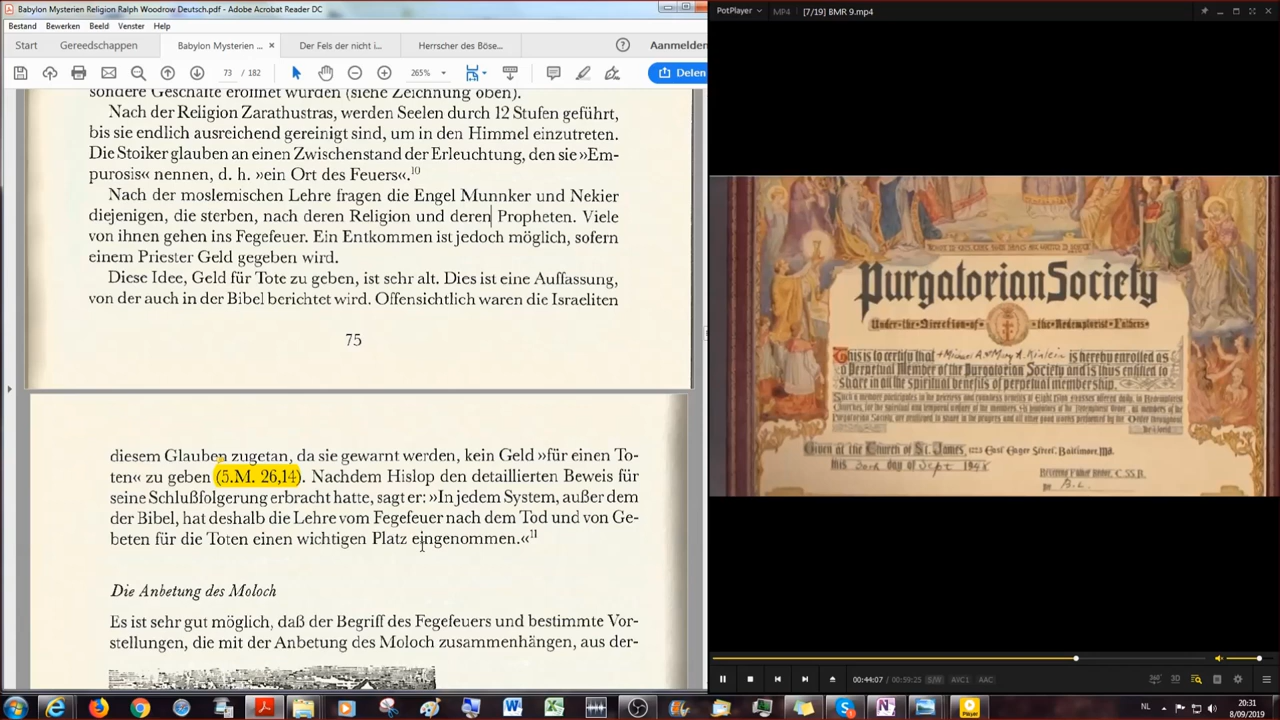 Babylon Mysterien Religion Ralph Woodrow Deutsch.pdf - Adobe Acrobat Reader DC
Bestand Bewerken Beeld Venster Help
Start Gereedschappen Babylon Mysterien ... × Der Fels der nicht i... Herrscher des Böse... Anmelden
73 / 182 265% Delen
sondere Geschäfte eröffnet wurden (siehe Zeichnung oben).
Nach der Religion Zarathustras, werden Seelen durch 12 Stufen geführt,
bis sie endlich ausreichend gereinigt sind, um in den Himmel einzutreten.
Die Stoiker glauben an einen Zwischenstand der Erleuchtung, den sie »Em-
purosis« nennen, d. h. »ein Ort des Feuers«.10
Nach der moslemischen Lehre fragen die Engel Munnker und Nekier
diejenigen, die sterben, nach deren Religion und deren Propheten. Viele
von ihnen gehen ins Fegefeuer. Ein Entkommen ist jedoch möglich, sofern
einem Priester Geld gegeben wird.
Diese Idee, Geld für Tote zu geben, ist sehr alt. Dies ist eine Auffassung,
von der auch in der Bibel berichtet wird. Offensichtlich waren die Israeliten
75
diesem Glauben zugetan, da sie gewarnt werden, kein Geld »für einen To-
ten« zu geben (5.M. 26,14). Nachdem Hislop den detaillierten Beweis für
seine Schlußfolgerung erbracht hatte, sagt er: »In jedem System, außer dem
der Bibel, hat deshalb die Lehre vom Fegefeuer nach dem Tod und von Ge-
beten für die Toten einen wichtigen Platz eingenommen.«11
Die Anbetung des Moloch
Es ist sehr gut möglich, daß der Begriff des Fegefeuers und bestimmte Vor-
stellungen, die mit der Anbetung des Moloch zusammenhängen, aus der-
PotPlayer MP4 [7/19] BMR 9.mp4
Purgatorian Society
Under the Direction of the Redemptorist Fathers
This is to certify that is hereby enrolled as
a Perpetual Member of the Purgatorian Society and is thus entitled to
share in all the spiritual benefits of perpetual membership.
Given at the Church of St. James, 1225 East Eager Street, Baltimore, Md.
this day of Sept 1948
C.SS.R.
00:44:07 / 00:59:25 S/W AVC1 AAC 360° 3D
NL 20:31
8/09/2019